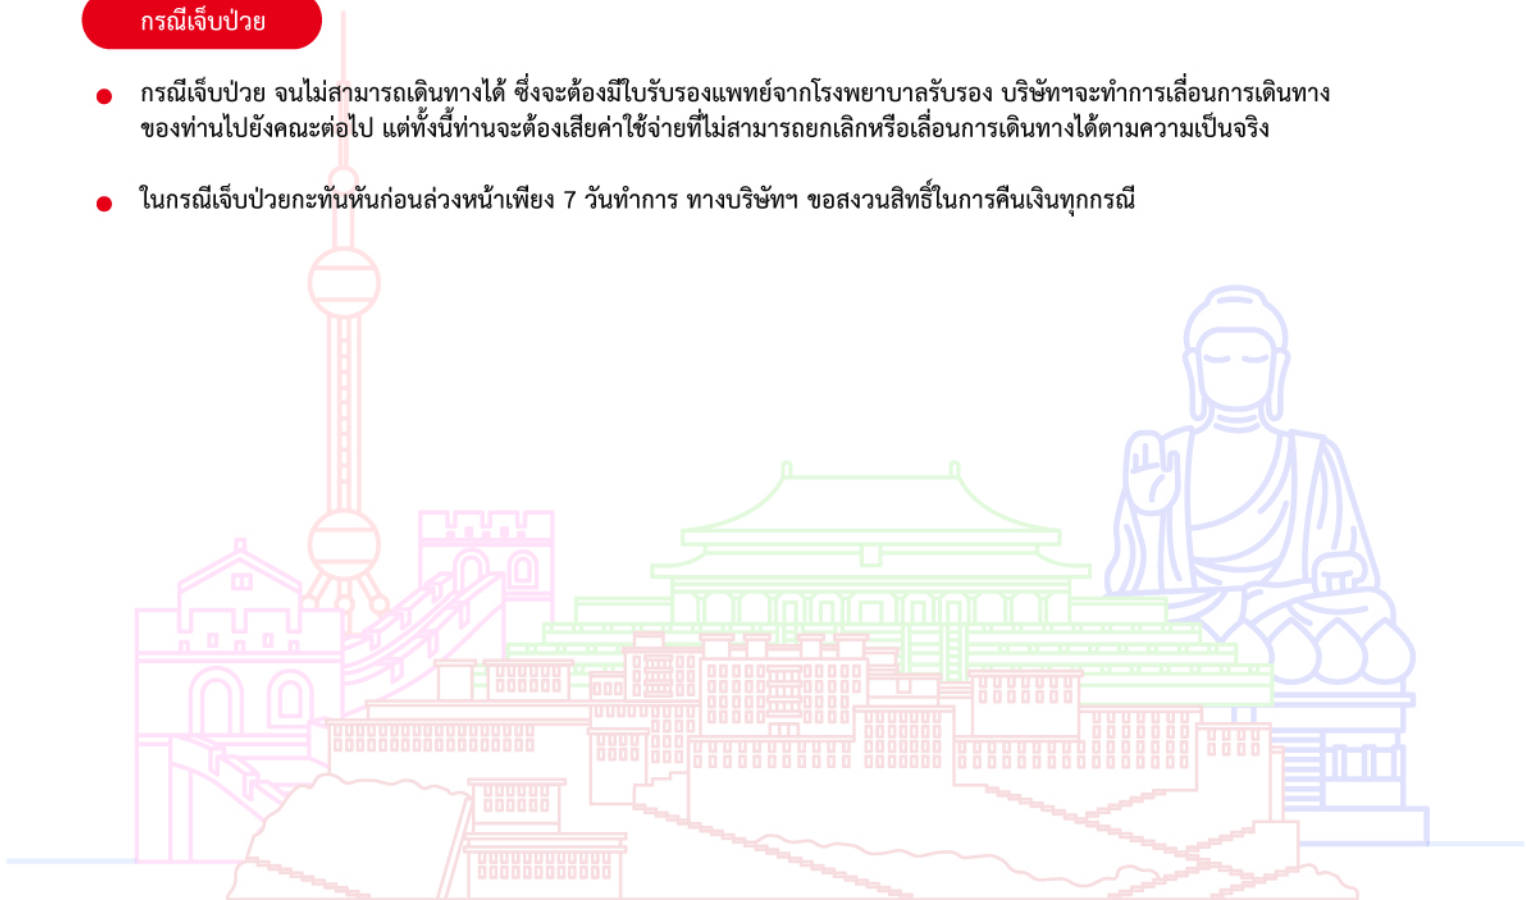 กรณีเจ็บป่วย
กรณีเจ็บป่วย จนไม่สามารถเดินทางได้ ซึ่งจะต้องมีใบรับรองแพทย์จากโรงพยาบาลรับรอง บริษัทฯจะทำการเลื่อนการเดินทาง
ของท่านไปยังคณะต่อไป แต่ทั้งนี้ท่านจะต้องเสียค่าใช้จ่ายที่ไม่สามารถยกเลิกหรือเลื่อนการเดินทางได้ตามความเป็นจริง
ในกรณีเจ็บป่วยกะทันหันก่อนล่วงหน้าเพียง 7 วันทำการ ทางบริษัทฯ ขอสงวนสิทธิ์ในการคืนเงินทุกกรณี